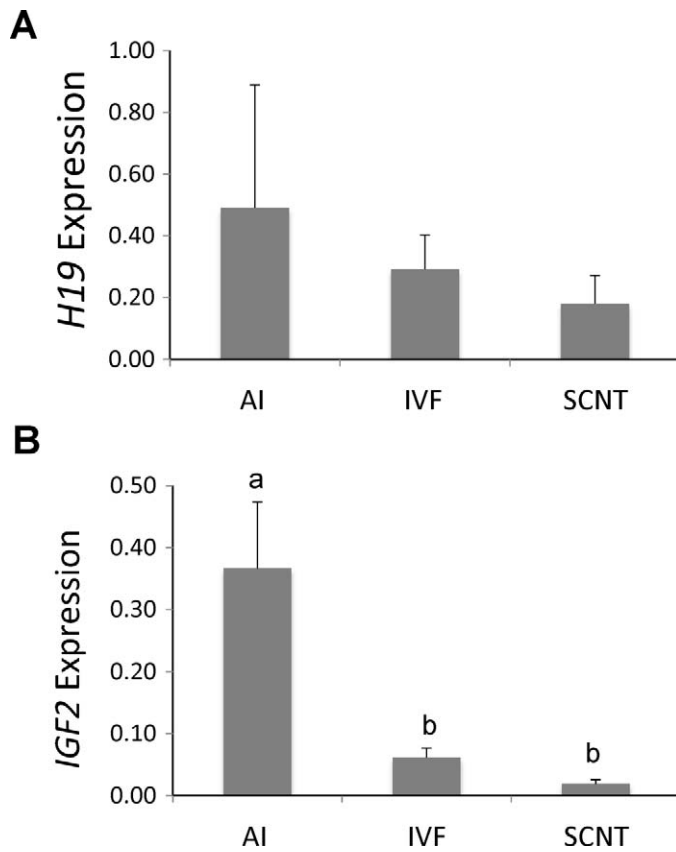 A
H19 Expression
1.00
0.80
0.60
0.40
0.20
0.00
AI IVF SCNT
B
IGF2 Expression
0.50
0.40
0.30
0.20
0.10
0.00
a
b
b
AI IVF SCNT